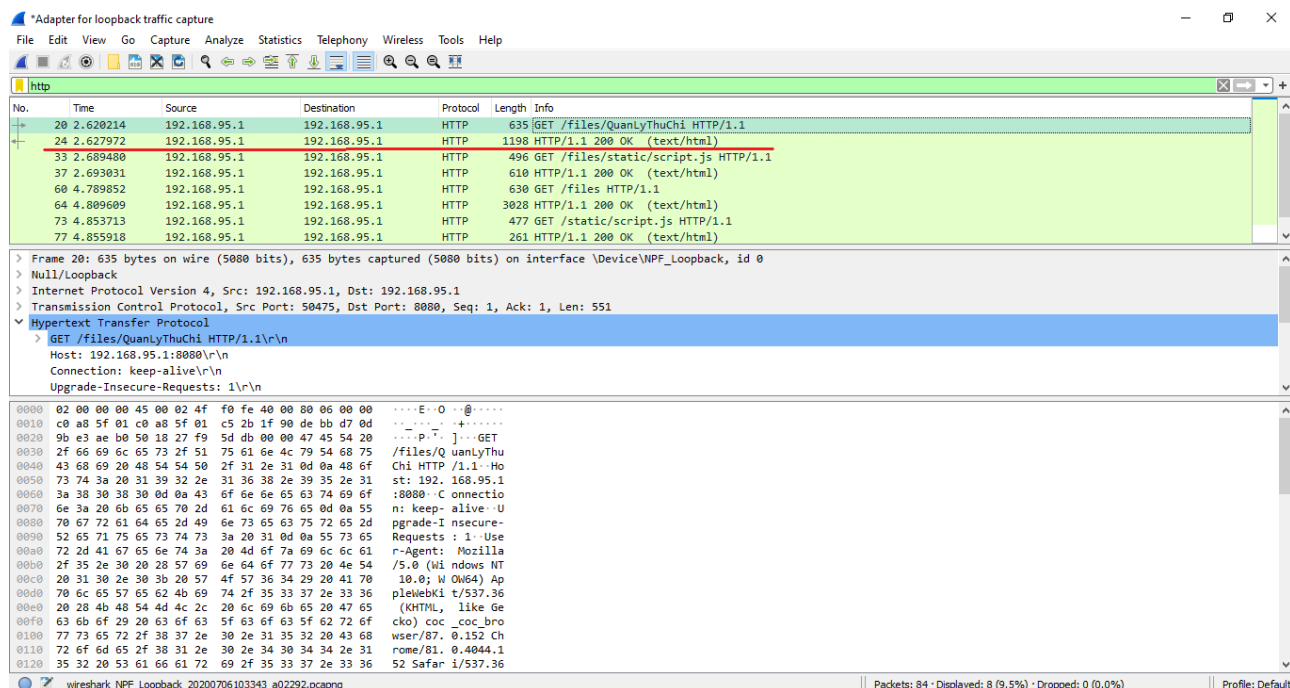 *Adapter for loopback traffic capture
File Edit View Go Capture Analyze Statistics Telephony Wireless Tools Help
http
No. Time Source Destination Protocol Length Info
20 2.620214 192.168.95.1 192.168.95.1 HTTP 635 GET /files/QuanLyThuChi HTTP/1.1
24 2.627972 192.168.95.1 192.168.95.1 HTTP 1198 HTTP/1.1 200 OK (text/html)
33 2.689480 192.168.95.1 192.168.95.1 HTTP 496 GET /files/static/script.js HTTP/1.1
37 2.693031 192.168.95.1 192.168.95.1 HTTP 610 HTTP/1.1 200 OK (text/html)
60 4.789852 192.168.95.1 192.168.95.1 HTTP 630 GET /files HTTP/1.1
64 4.809609 192.168.95.1 192.168.95.1 HTTP 3028 HTTP/1.1 200 OK (text/html)
73 4.853713 192.168.95.1 192.168.95.1 HTTP 477 GET /static/script.js HTTP/1.1
77 4.855918 192.168.95.1 192.168.95.1 HTTP 261 HTTP/1.1 200 OK (text/html)
> Frame 20: 635 bytes on wire (5080 bits), 635 bytes captured (5080 bits) on interface \Device\NPF_Loopback, id 0
> Null/Loopback
> Internet Protocol Version 4, Src: 192.168.95.1, Dst: 192.168.95.1
> Transmission Control Protocol, Src Port: 50475, Dst Port: 8080, Seq: 1, Ack: 1, Len: 551
Hypertext Transfer Protocol
> GET /files/QuanLyThuChi HTTP/1.1\r\n
Host: 192.168.95.1:8080\r\n
Connection: keep-alive\r\n
Upgrade-Insecure-Requests: 1\r\n
0000 02 00 00 00 45 00 02 4f f0 fe 40 00 80 06 00 00 ····E··O ··@·····
0010 c0 a8 5f 01 c0 a8 5f 01 c5 2b 1f 90 de bb d7 0d ··_···_· ·+······
0020 9b e3 ae b0 50 18 27 f9 5d db 00 00 47 45 54 20 ····P·'· ]···GET
0030 2f 66 69 6c 65 73 2f 51 75 61 6e 4c 79 54 68 75 /files/Q uanLyThu
0040 43 68 69 20 48 54 54 50 2f 31 2e 31 0d 0a 48 6f Chi HTTP /1.1··Ho
0050 73 74 3a 20 31 39 32 2e 31 36 38 2e 39 35 2e 31 st: 192. 168.95.1
0060 3a 38 30 38 30 0d 0a 43 6f 6e 6e 65 63 74 69 6f :8080··C onnectio
0070 6e 3a 20 6b 65 65 70 2d 61 6c 69 76 65 0d 0a 55 n: keep- alive··U
0080 70 67 72 61 64 65 2d 49 6e 73 65 63 75 72 65 2d pgrade-I nsecure-
0090 52 65 71 75 65 73 74 73 3a 20 31 0d 0a 55 73 65 Requests : 1··Use
00a0 72 2d 41 67 65 6e 74 3a 20 4d 6f 7a 69 6c 6c 61 r-Agent: Mozilla
00b0 2f 35 2e 30 20 28 57 69 6e 64 6f 77 73 20 4e 54 /5.0 (Wi ndows NT
00c0 20 31 30 2e 30 3b 20 57 4f 57 36 34 29 20 41 70 10.0; W OW64) Ap
00d0 70 6c 65 57 65 62 4b 69 74 2f 35 33 37 2e 33 36 pleWebKi t/537.36
00e0 20 28 4b 48 54 4d 4c 2c 20 6c 69 6b 65 20 47 65 (KHTML, like Ge
00f0 63 6b 6f 29 20 63 6f 63 5f 63 6f 63 5f 62 72 6f cko) coc _coc_bro
0100 77 73 65 72 2f 38 37 2e 30 2e 31 35 32 20 43 68 wser/87. 0.152 Ch
0110 72 6f 6d 65 2f 38 31 2e 30 2e 34 30 34 34 2e 31 rome/81. 0.4044.1
0120 35 32 20 53 61 66 61 72 69 2f 35 33 37 2e 33 36 52 Safari/537.36
wireshark_NPF_Loopback_20200706103343_a02292.pcapng Packets: 84 · Displayed: 8 (9.5%) · Dropped: 0 (0.0%) Profile: Default